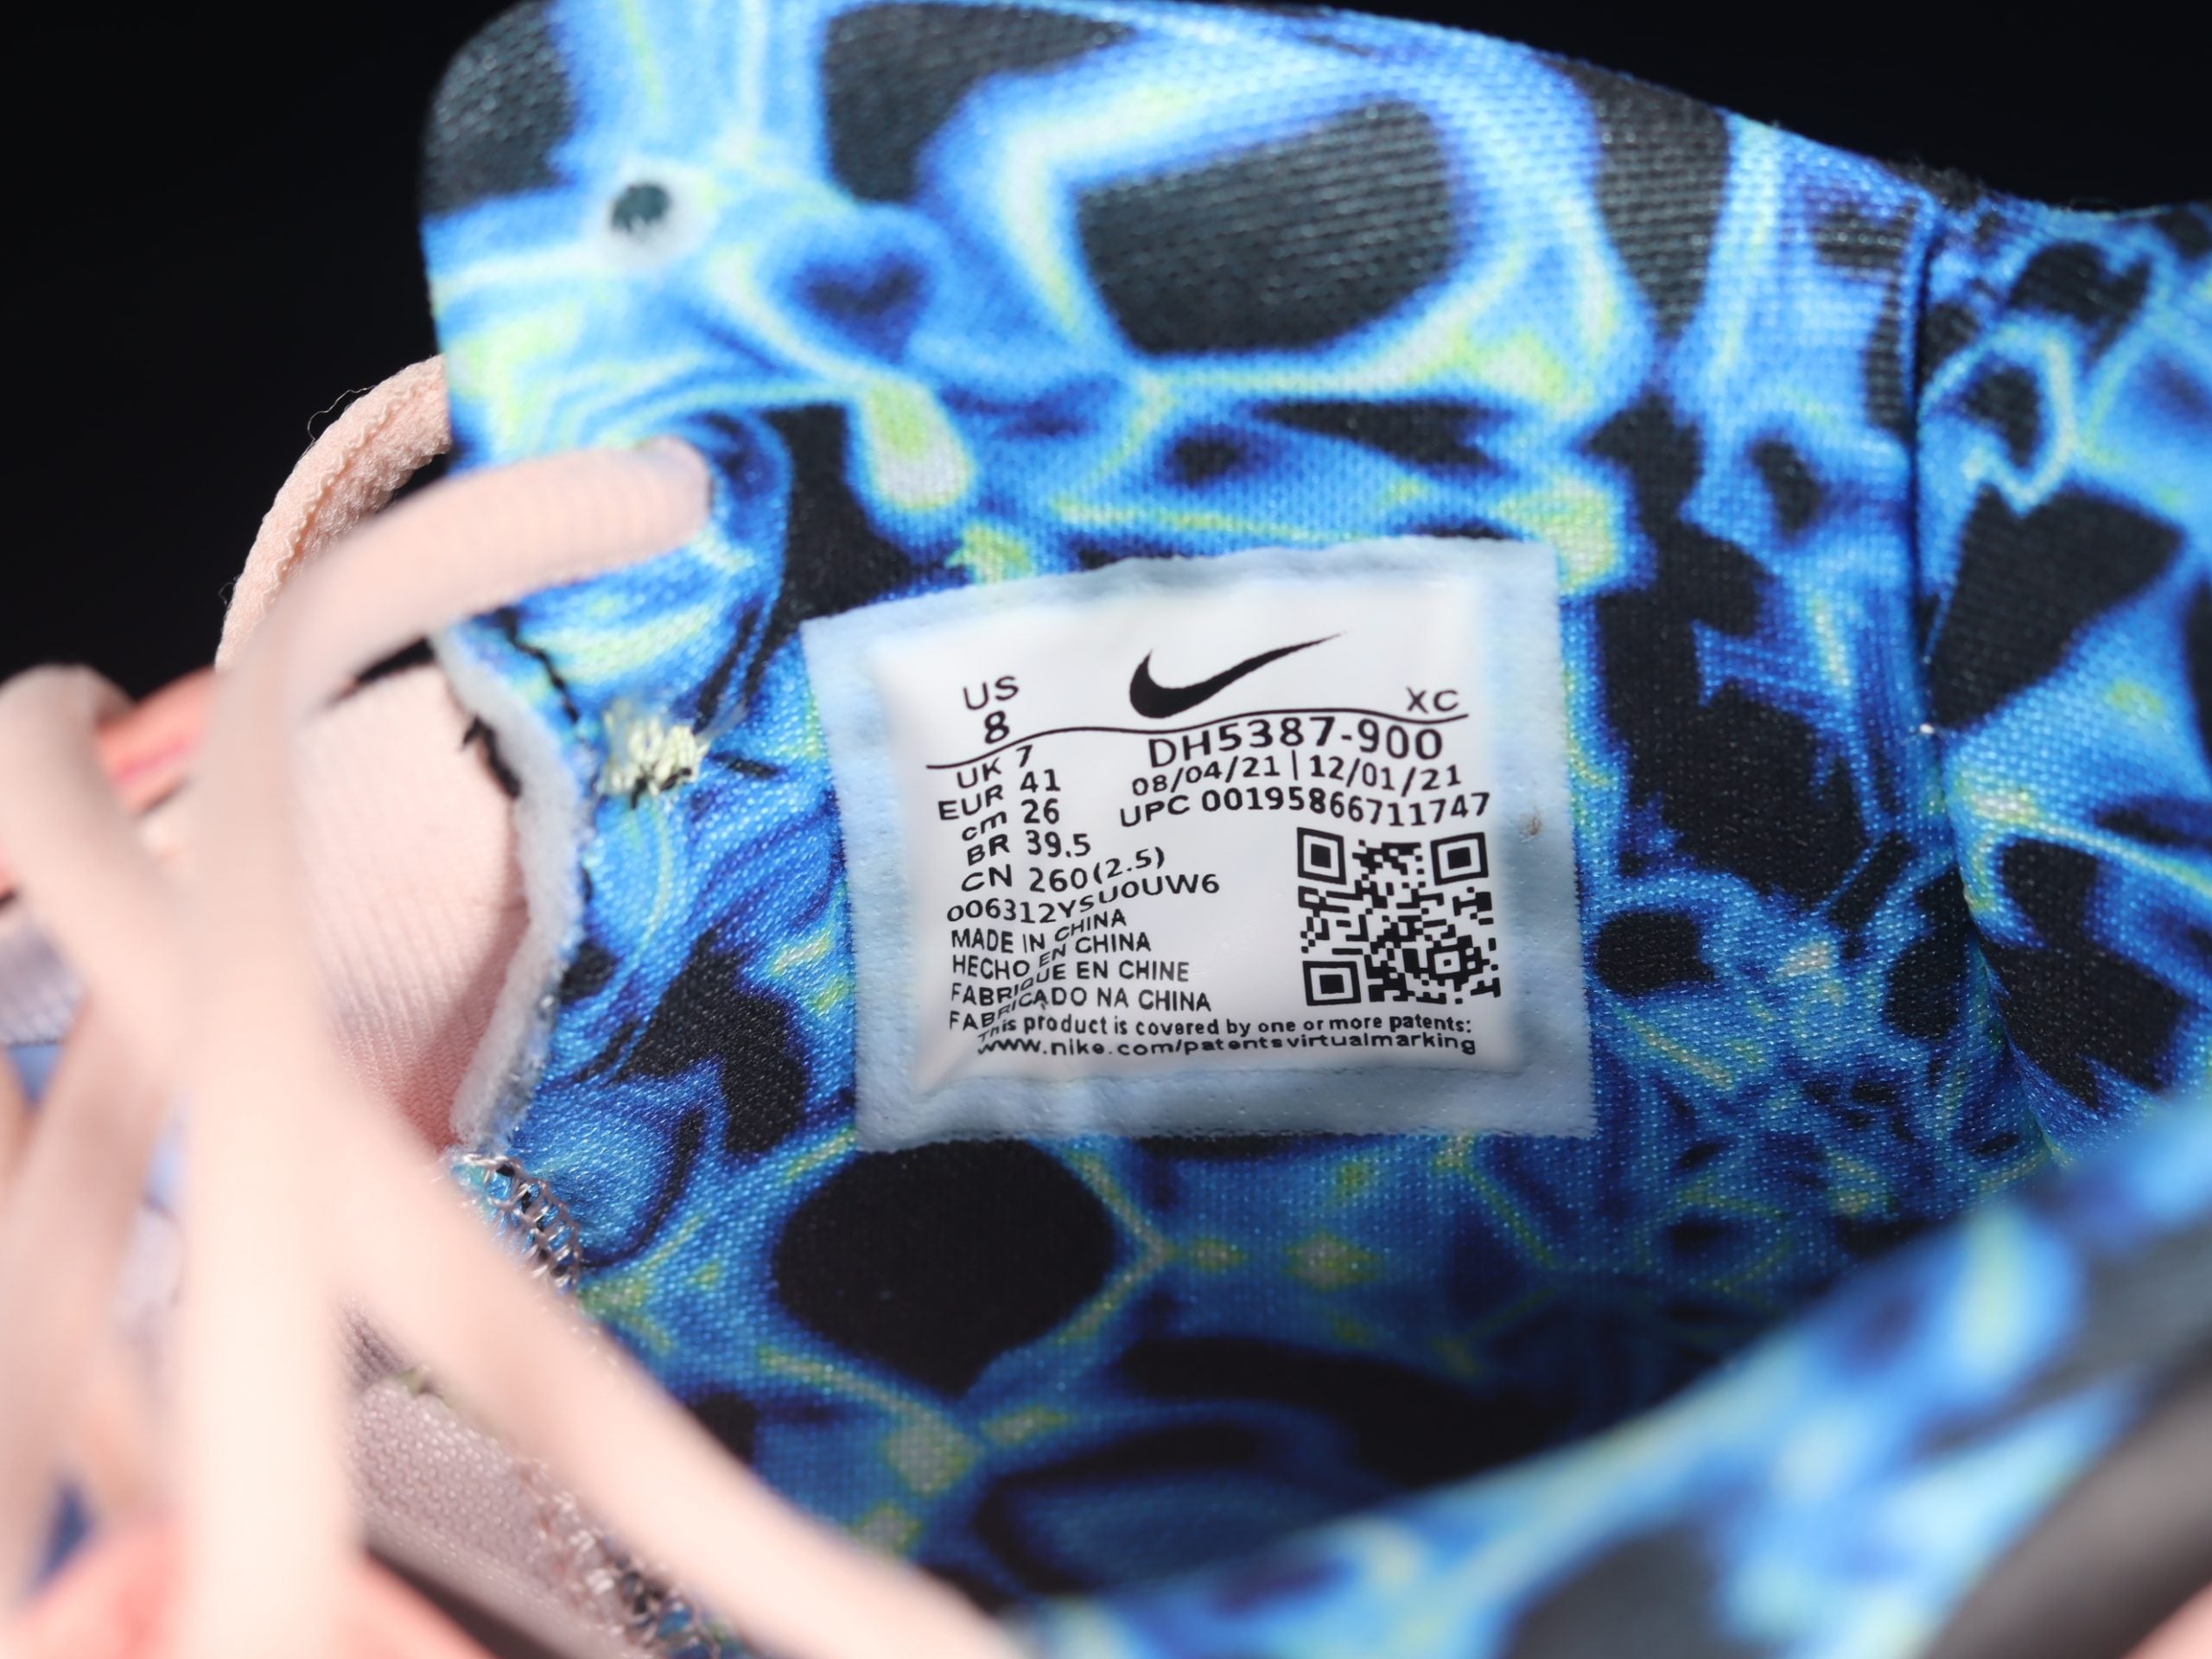 US
8
XC
UK 7
EUR 41
cm 26
BR 39.5
CN 260(2.5)
DH5387-900
08/04/21 | 12/01/21
UPC 00195866711747
006312YSU0UW6
MADE IN CHINA
HECHO EN CHINA
FABRIQUE EN CHINE
FABRICADO NA CHINA
This product is covered by one or more patents:
www.nike.com/patentsvirtualmarking